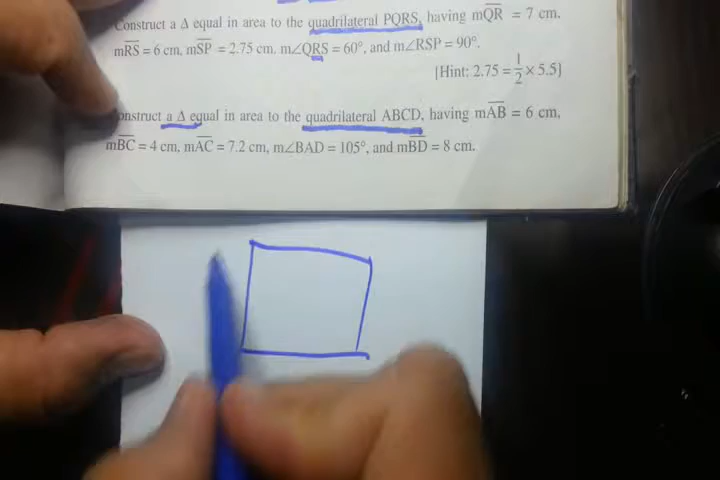 Construct a Δ equal in area to the quadrilateral PQRS, having mQR = 7 cm,
mRS = 6 cm, mSP = 2.75 cm, m∠QRS = 60°, and m∠RSP = 90°.
[Hint: 2.75 = 1/2 × 5.5]
onstruct a Δ equal in area to the quadrilateral ABCD, having mAB = 6 cm,
mBC = 4 cm, mAC = 7.2 cm, m∠BAD = 105°, and mBD = 8 cm.